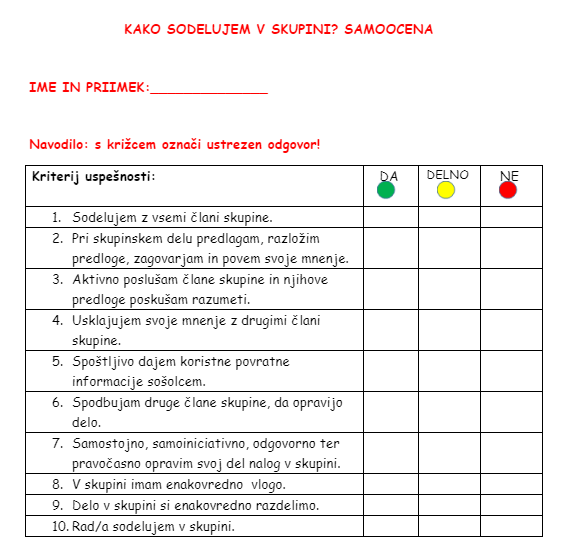 KAKO SODELUJEM V SKUPINI? SAMOOCENA
IME IN PRIIMEK:_______________
Navodilo: s križcem označi ustrezen odgovor!
Kriterij uspešnosti: DA DELNO NE
1. Sodelujem z vsemi člani skupine.
2. Pri skupinskem delu predlagam, razložim
predloge, zagovarjam in povem svoje mnenje.
3. Aktivno poslušam člane skupine in njihove
predloge poskušam razumeti.
4. Usklajujem svoje mnenje z drugimi člani
skupine.
5. Spoštljivo dajem koristne povratne
informacije sošolcem.
6. Spodbujam druge člane skupine, da opravijo
delo.
7. Samostojno, samoiniciativno, odgovorno ter
pravočasno opravim svoj del nalog v skupini.
8. V skupini imam enakovredno vlogo.
9. Delo v skupini si enakovredno razdelimo.
10. Rad/a sodelujem v skupini.